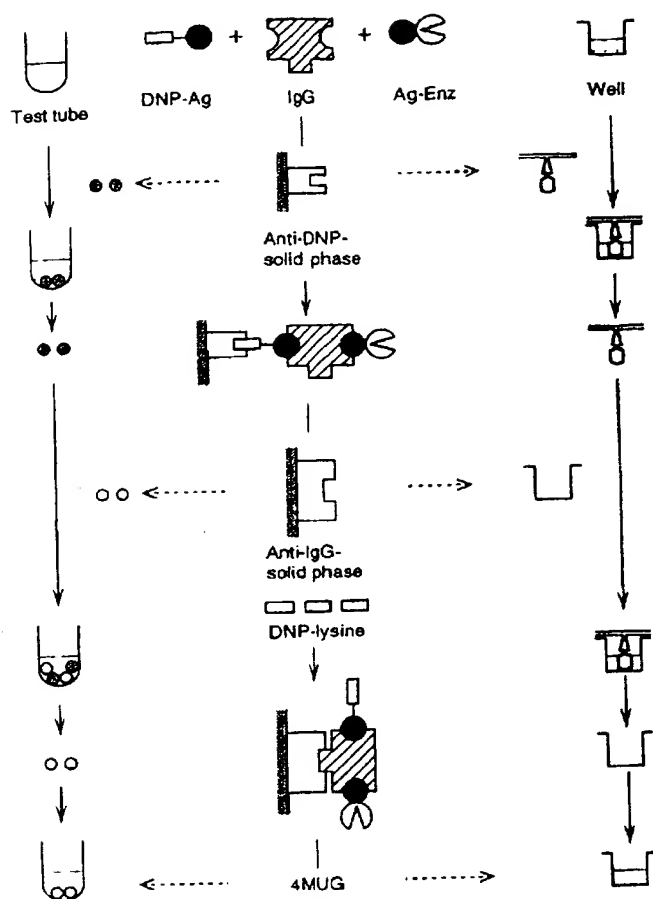 + +
Test tube
DNP-Ag IgG Ag-Enz
Well
Anti-DNP-
solid phase
Anti-IgG-
solid phase
DNP-lysine
4MUG